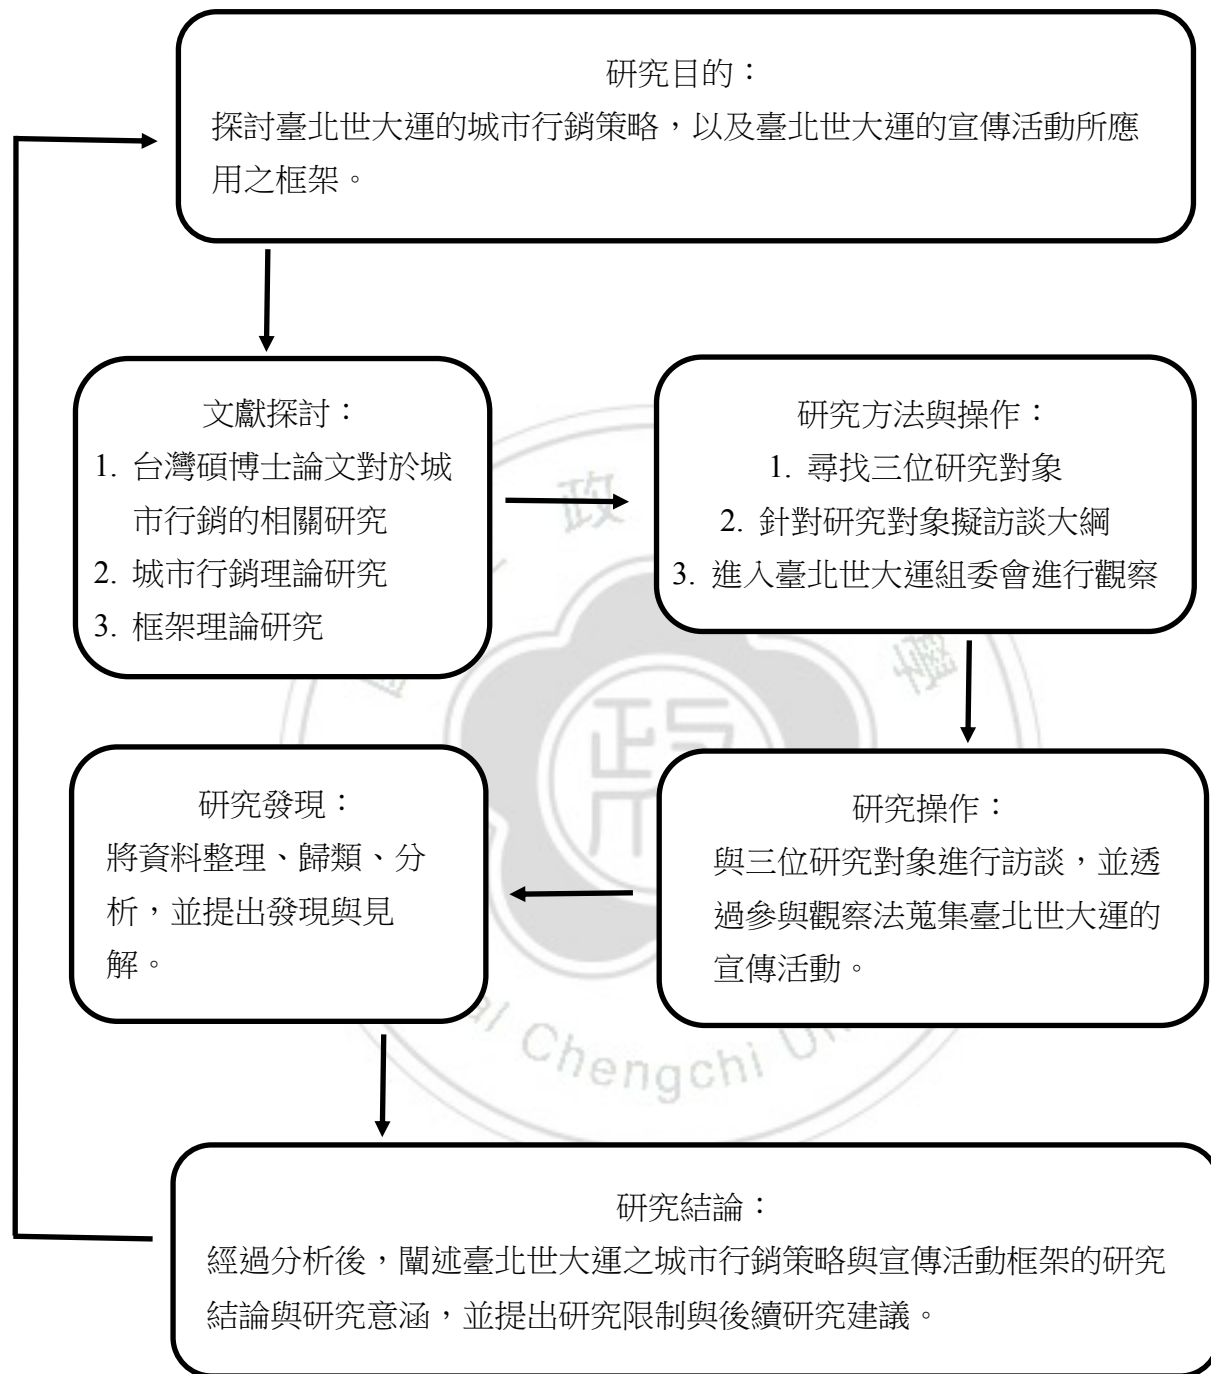 研究目的：
探討臺北世大運的城市行銷策略，以及臺北世大運的宣傳活動所應
用之框架。
文獻探討：
1. 台灣碩博士論文對於城
市行銷的相關研究
2. 城市行銷理論研究
3. 框架理論研究
研究方法與操作：
1. 尋找三位研究對象
2. 針對研究對象擬訪談大綱
3. 進入臺北世大運組委會進行觀察
政
學
研究操作：
與三位研究對象進行訪談，並透
過參與觀察法蒐集臺北世大運的
宣傳活動。
研究發現：
將資料整理、歸類、分
析，並提出發現與見
解。
Chengchi
研究結論：
經過分析後，闡述臺北世大運之城市行銷策略與宣傳活動框架的研究
結論與研究意涵，並提出研究限制與後續研究建議。